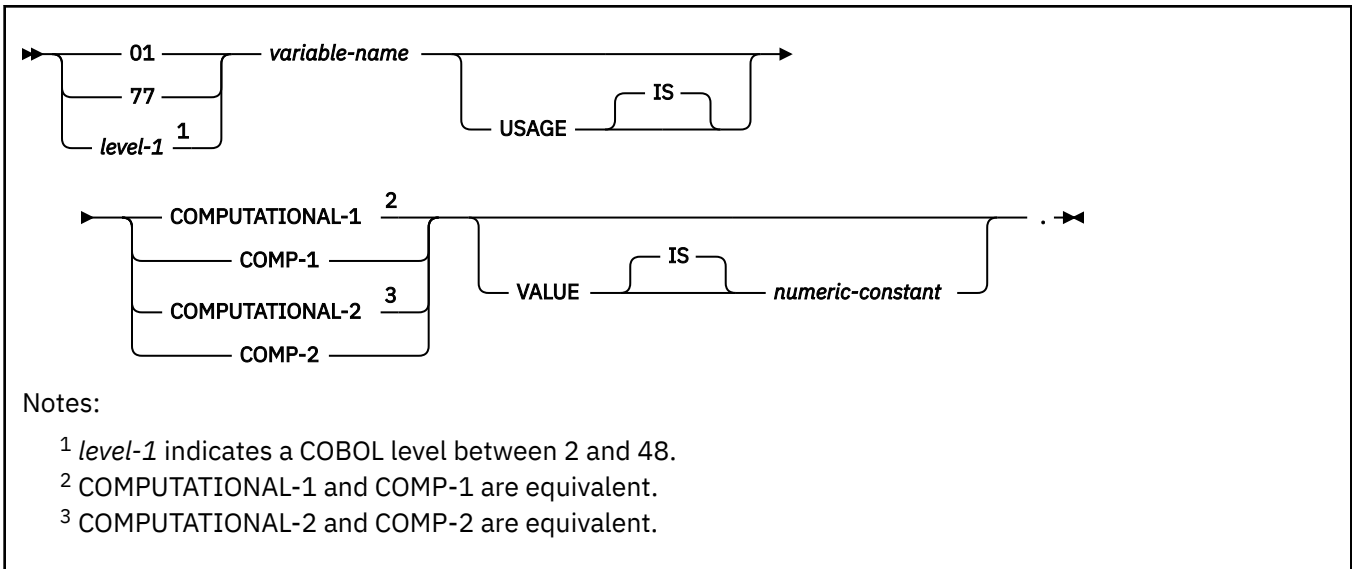 01 variable-name
77 IS
level-1 1 USAGE
COMPUTATIONAL-1 2 .
COMP-1 IS
COMPUTATIONAL-2 3 VALUE numeric-constant
COMP-2
Notes:
1 level-1 indicates a COBOL level between 2 and 48.
2 COMPUTATIONAL-1 and COMP-1 are equivalent.
3 COMPUTATIONAL-2 and COMP-2 are equivalent.